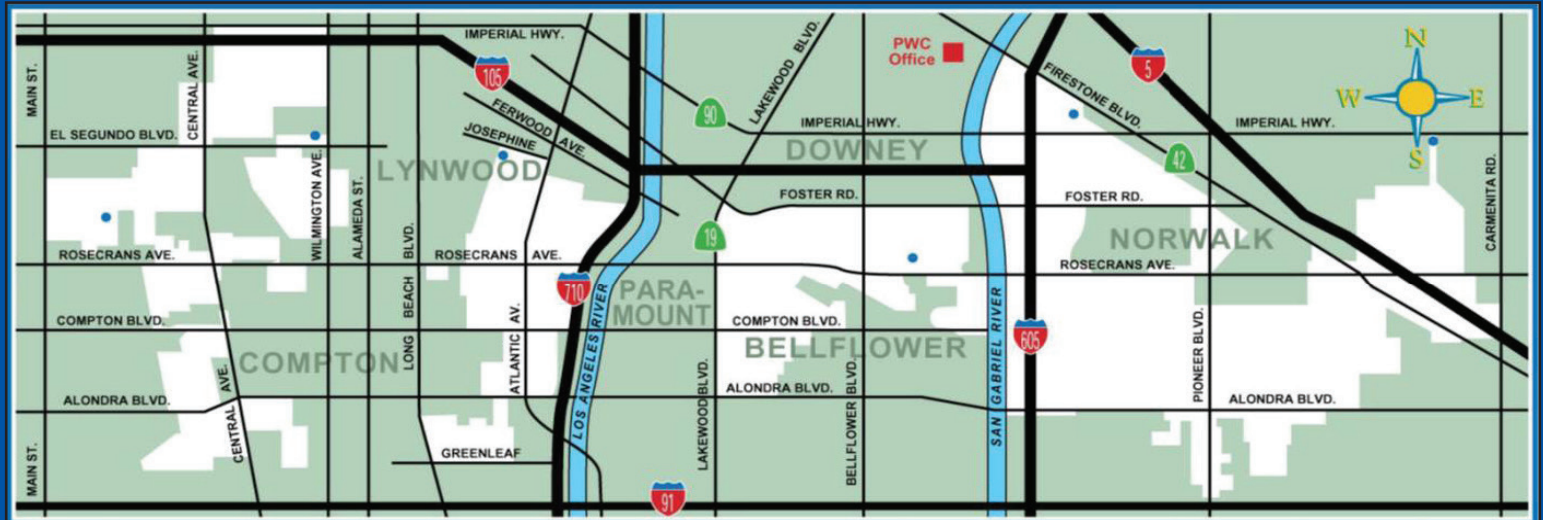 IMPERIAL HWY.
PWC
Office
LAKEWOOD BLVD.
N
W
E
S
MAIN ST.
CENTRAL AVE.
105
90
5
FIRESTONE BLVD.
FERWOOD AVE.
JOSEPHINE
EL SEGUNDO BLVD.
IMPERIAL HWY.
IMPERIAL HWY.
DOWNEY
LYNWOOD
42
WILMINGTON AVE.
ALAMEDA ST.
FOSTER RD.
FOSTER RD.
CARMENITA RD.
LONG BEACH BLVD.
19
NORWALK
ROSECRANS AVE.
ROSECRANS AVE.
ROSECRANS AVE.
710
PARA-
MOUNT
LOS ANGELES RIVER
SAN GABRIEL RIVER
COMPTON BLVD.
COMPTON BLVD.
ATLANTIC AV.
605
PIONEER BLVD.
BELLFLOWER
COMPTON
CENTRAL AVE.
LAKEWOOD BLVD.
ALONDRA BLVD.
BELLFLOWER BLVD.
ALONDRA BLVD.
ALONDRA BLVD.
MAIN ST.
GREENLEAF
91